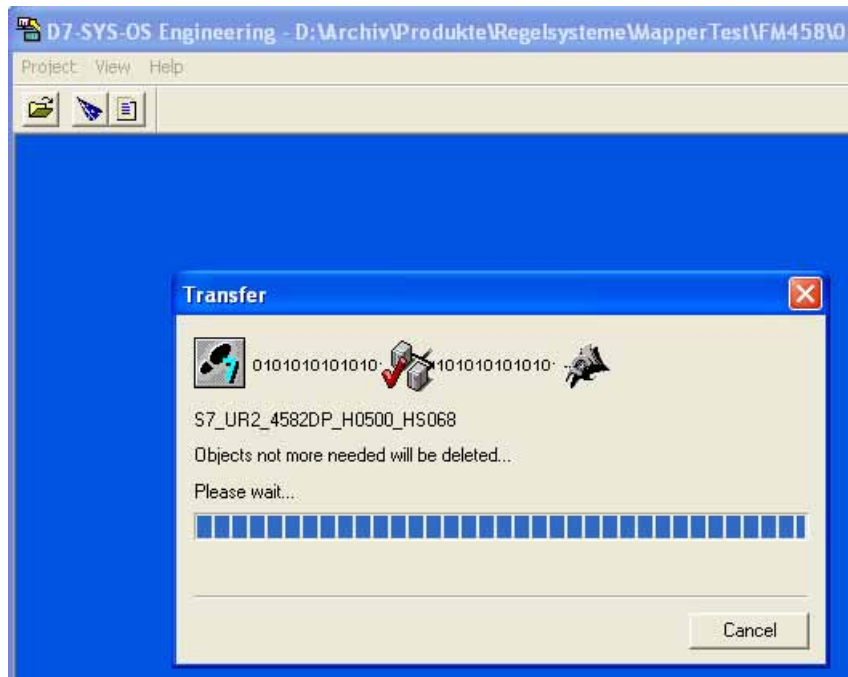 D7-SYS-OS Engineering - D:\Archiv\Produkte\Regelsysteme\MapperTest\FM458\0
Project View Help
Transfer
0101010101010· 101010101010·
S7_UR2_4582DP_H0500_HS068
Objects not more needed will be deleted...
Please wait...
Cancel